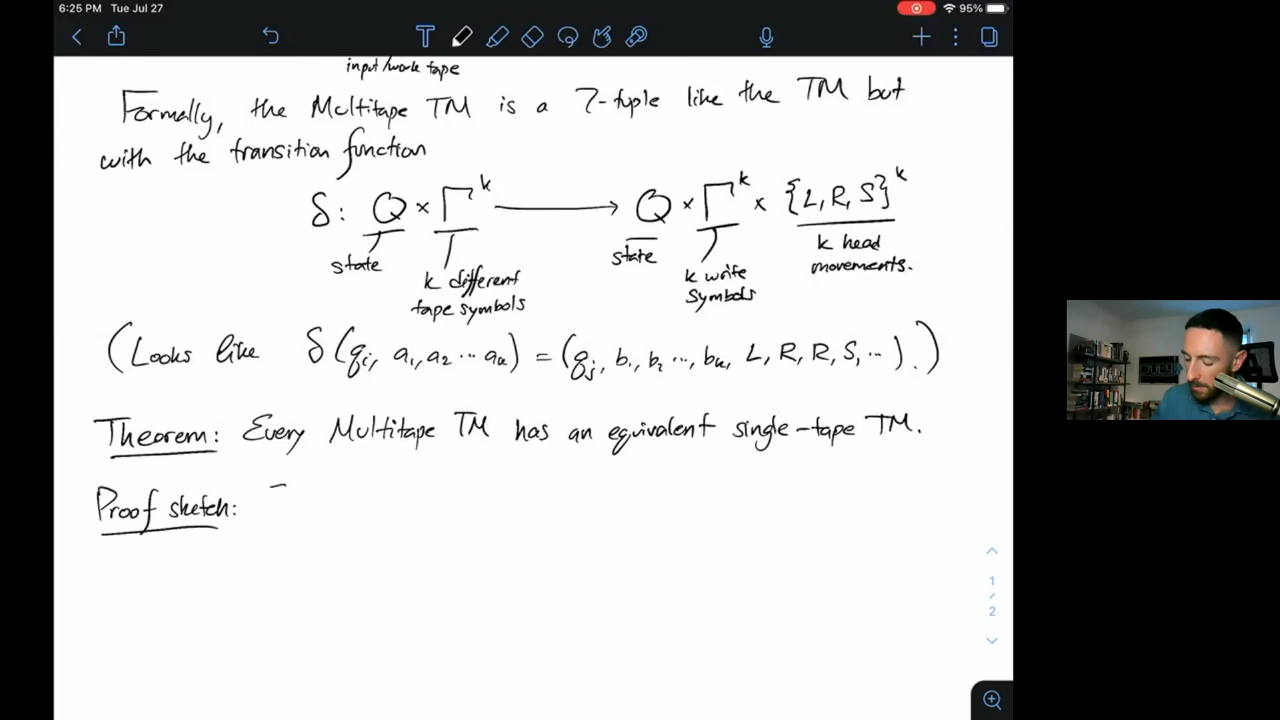 6:25 PM Tue Jul 27
95%
input/work tape
Formally, the Multitape TM is a 7-tuple like the TM but
with the transition function
δ: Q × Γ^k ⟶ Q × Γ^k × {L, R, S}^k
state
k different
tape symbols
state
k write
symbols
k head
movements.
(Looks like δ(q_i, a_1, a_2 ... a_k) = (q_j, b_1, b_2 ..., b_k, L, R, R, S, ...).)
Theorem: Every Multitape TM has an equivalent single-tape TM.
Proof sketch:
1
/
2